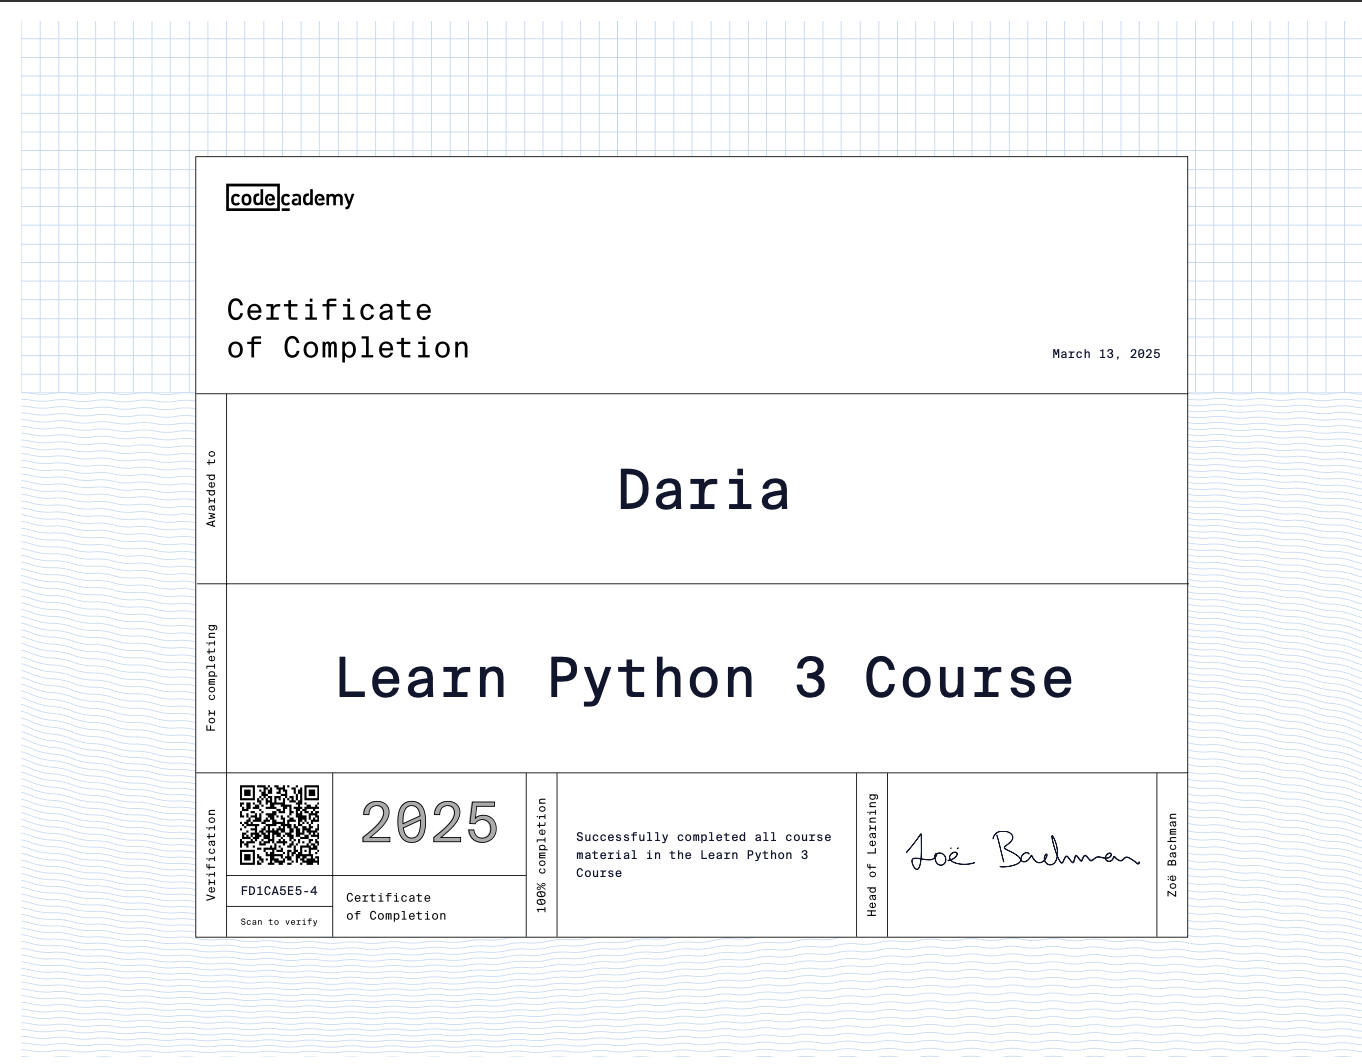 codecademy
Certificate
of Completion
March 13, 2025
Awarded to
Daria
For completing
Learn Python 3 Course
Verification
FD1CA5E5-4
Scan to verify
2025
Certificate
of Completion
100% completion
Successfully completed all course
material in the Learn Python 3
Course
Head of Learning
Zoë Bachman
Zoë Bachman